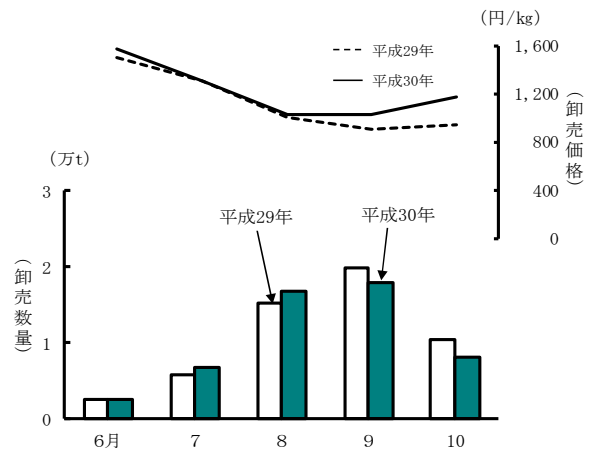 (円/kg)
平成29年
平成30年
1,600
1,200
800
400
0
（卸売価格）
(万t)
3
2
1
0
（卸売数量）
平成29年
平成30年
6月
7
8
9
10